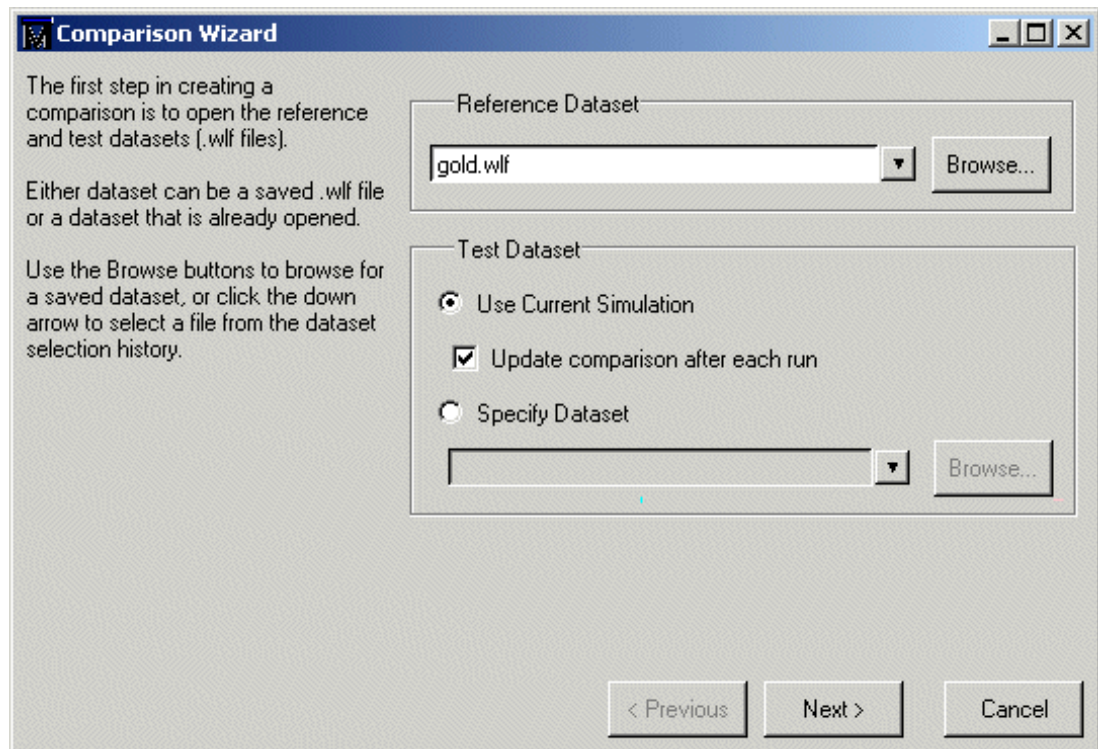 Comparison Wizard
The first step in creating a
comparison is to open the reference
and test datasets (.wlf files).
Either dataset can be a saved .wlf file
or a dataset that is already opened.
Use the Browse buttons to browse for
a saved dataset, or click the down
arrow to select a file from the dataset
selection history.
Reference Dataset
gold.wlf
Browse...
Test Dataset
Use Current Simulation
Update comparison after each run
Specify Dataset
Browse...
< Previous
Next >
Cancel